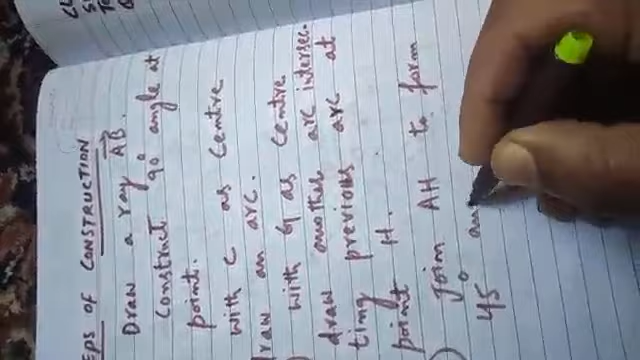 EPS OF CONSTRUCTION
Draw a ray AB.
Construct 90° angle at
point.
with C as centre
draw an arc.
with G as centre
draw another arc intersec-
ting previous arc at
point H.
Join AH to form
45°